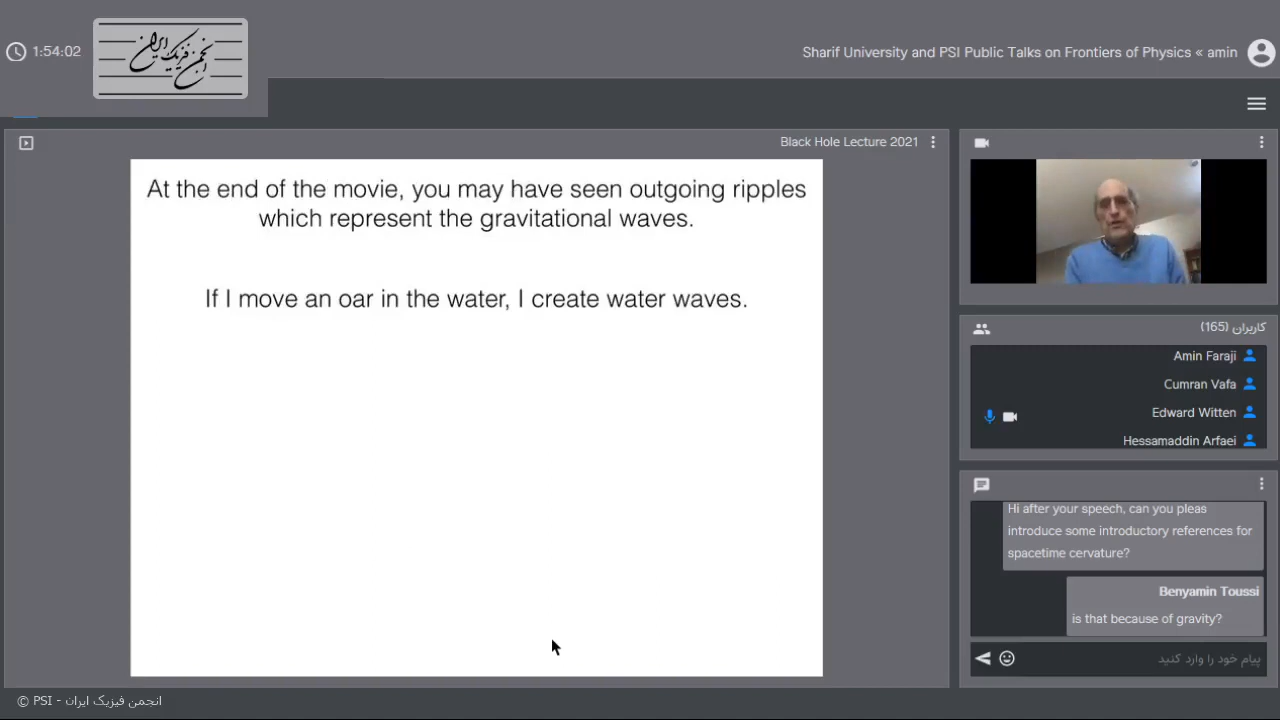 1:54:02
انجمن فیزیک ایران
Sharif University and PSI Public Talks on Frontiers of Physics « amin
Black Hole Lecture 2021
At the end of the movie, you may have seen outgoing ripples
which represent the gravitational waves.
If I move an oar in the water, I create water waves.
کاربران (165)
Amin Faraji
Cumran Vafa
Edward Witten
Hessamaddin Arfaei
Hi after your speech, can you pleas
introduce some introductory references for
spacetime cervature?
Benyamin Toussi
is that because of gravity?
پیام خود را وارد کنید
© PSI - انجمن فیزیک ایران